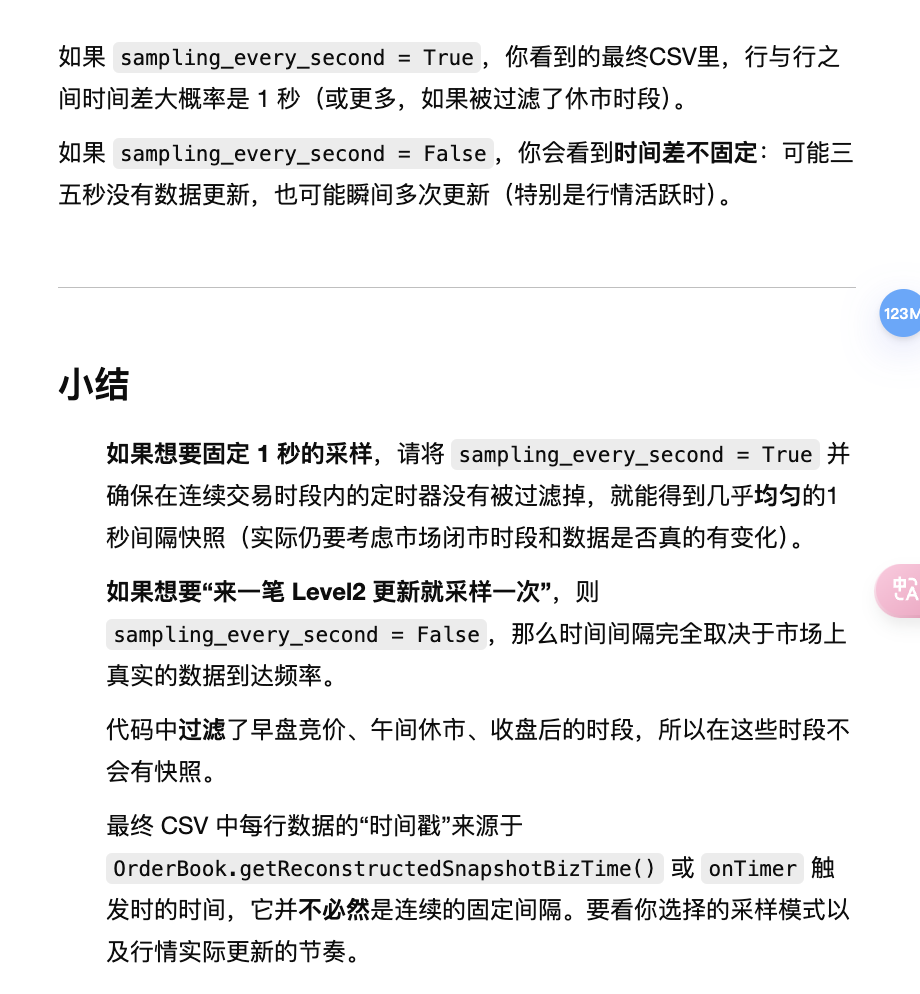 如果 sampling_every_second = True，你看到的最终CSV里，行与行之
间时间差大概率是 1 秒（或更多，如果被过滤了休市时段）。
如果 sampling_every_second = False，你会看到时间差不固定：可能三
五秒没有数据更新，也可能瞬间多次更新（特别是行情活跃时）。
123M
小结
如果想要固定 1 秒的采样，请将 sampling_every_second = True 并
确保在连续交易时段内的定时器没有被过滤掉，就能得到几乎均匀的1
秒间隔快照（实际仍要考虑市场闭市时段和数据是否真的有变化）。
如果想要“来一笔 Level2 更新就采样一次”，则
中A
sampling_every_second = False，那么时间间隔完全取决于市场上
真实的数据到达频率。
代码中过滤了早盘竞价、午间休市、收盘后的时段，所以在这些时段不
会有快照。
最终 CSV 中每行数据的“时间戳”来源于
OrderBook.getReconstructedSnapshotBizTime() 或 onTimer 触
发时的时间，它并不必然是连续的固定间隔。要看你选择的采样模式以
及行情实际更新的节奏。